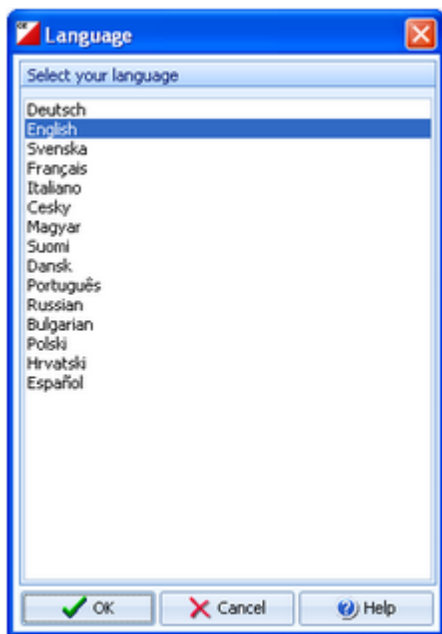 Language
Select your language
Deutsch
English
Svenska
Français
Italiano
Cesky
Magyar
Suomi
Dansk
Português
Russian
Bulgarian
Polski
Hrvatski
Español
OK
Cancel
Help